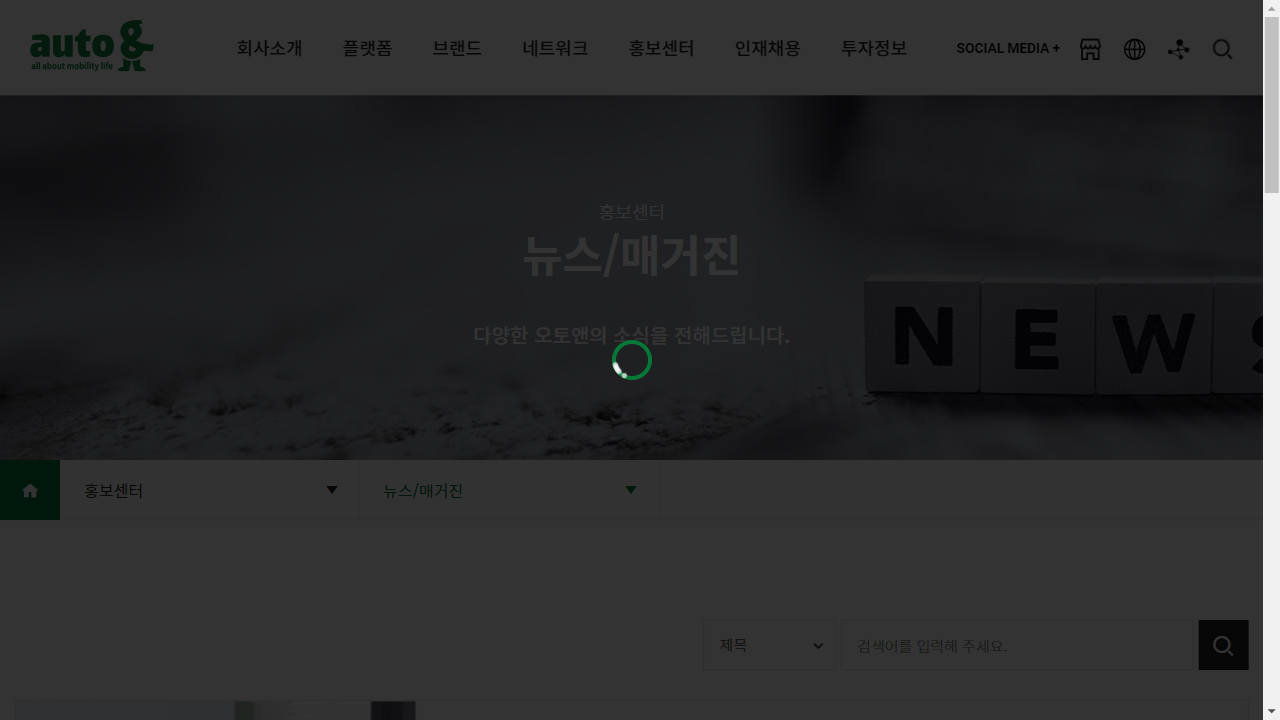 auto&
all about mobility life
회사소개
플랫폼
브랜드
네트워크
홍보센터
인재채용
투자정보
SOCIAL MEDIA +
홍보센터
뉴스/매거진
다양한 오토앤의 소식을 전해드립니다.
NEWS
홍보센터
뉴스/매거진
제목
검색어를 입력해 주세요.